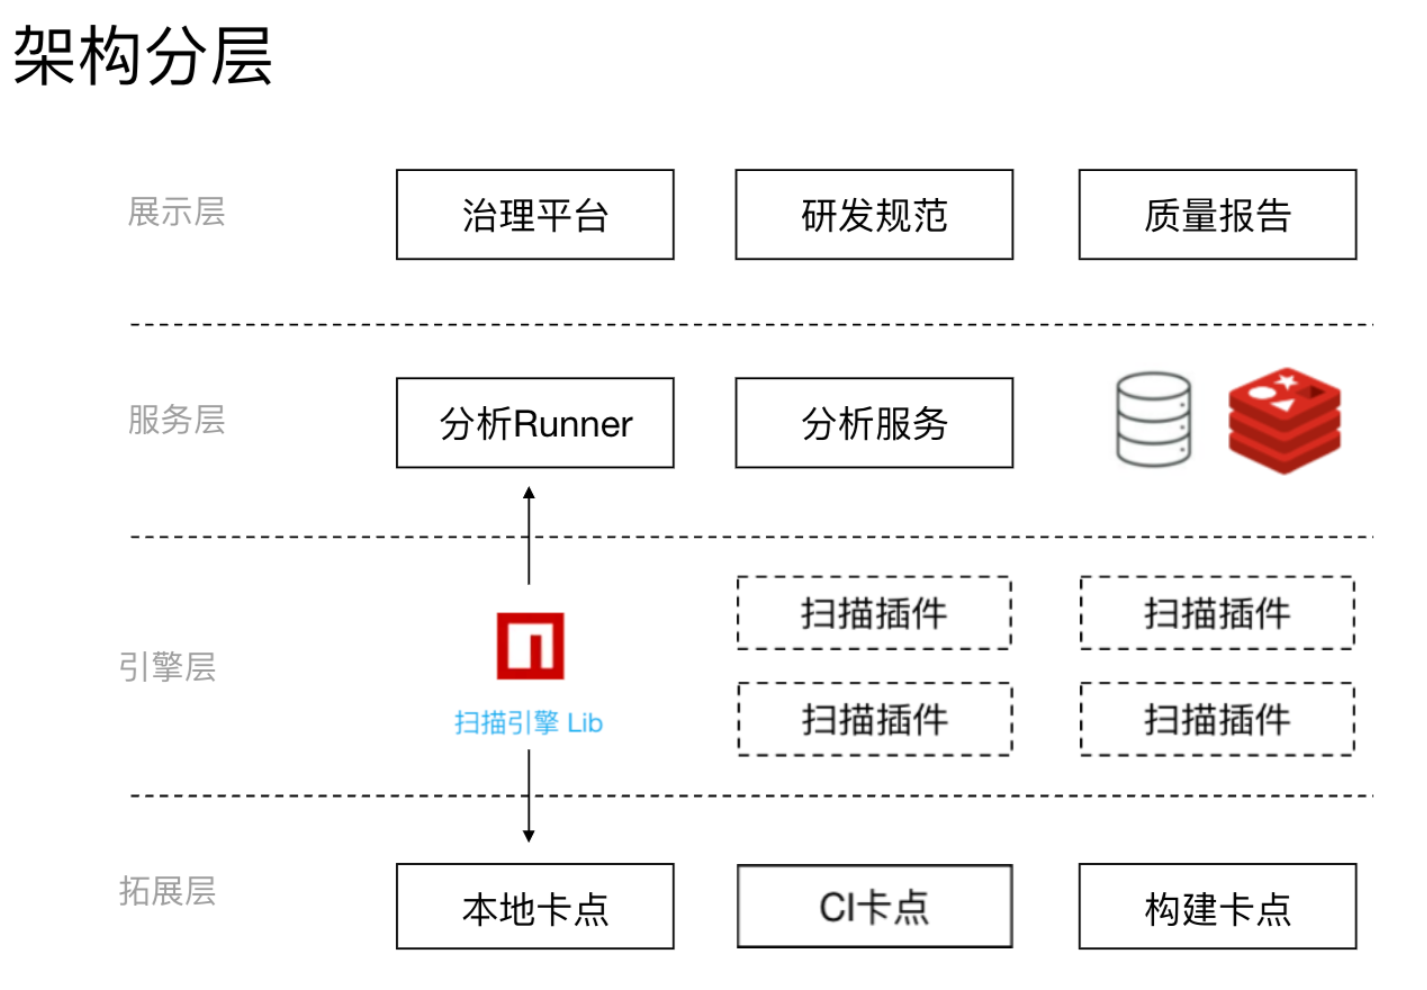 架构分层
展示层
治理平台
研发规范
质量报告
服务层
分析Runner
分析服务
引擎层
扫描引擎 Lib
扫描插件
扫描插件
扫描插件
扫描插件
拓展层
本地卡点
CI卡点
构建卡点